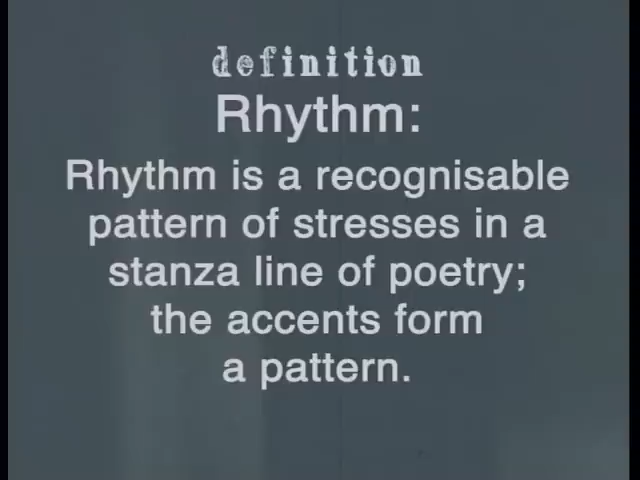 definition
Rhythm:
Rhythm is a recognisable
pattern of stresses in a
stanza line of poetry;
the accents form
a pattern.